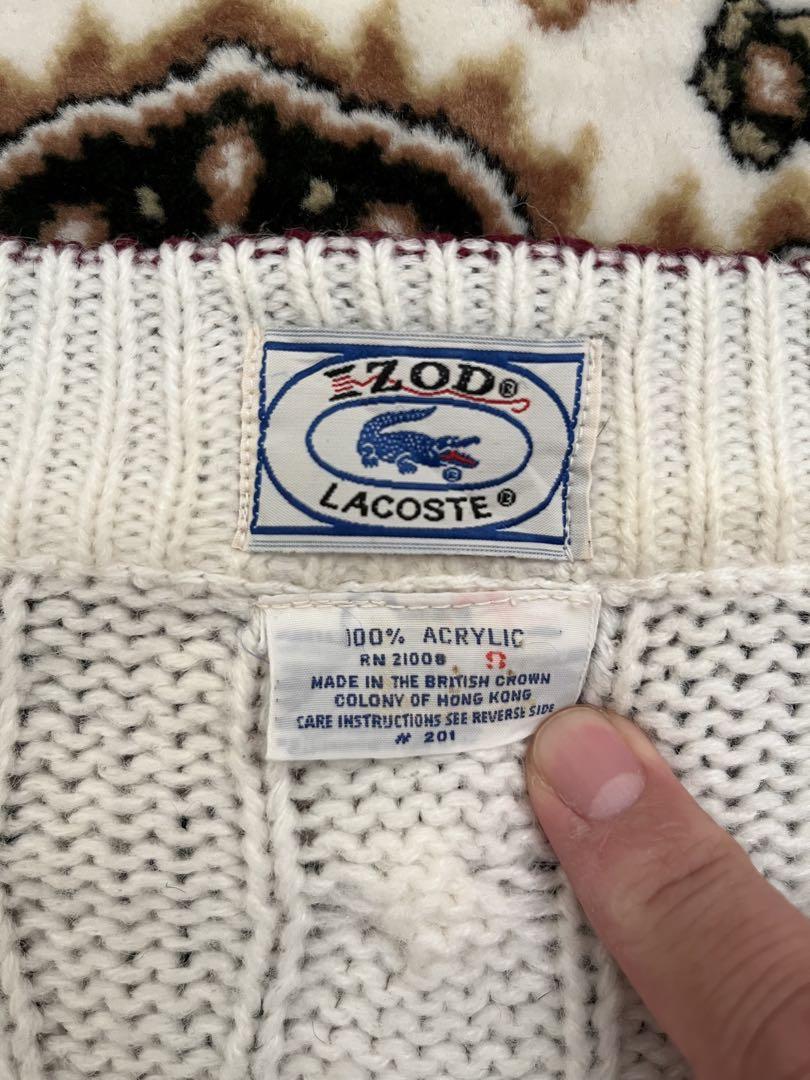 IZOD®
®
LACOSTE®
100% ACRYLIC
RN 21008 S
MADE IN THE BRITISH CROWN
COLONY OF HONG KONG
CARE INSTRUCTIONS SEE REVERSE SIDE
# 201